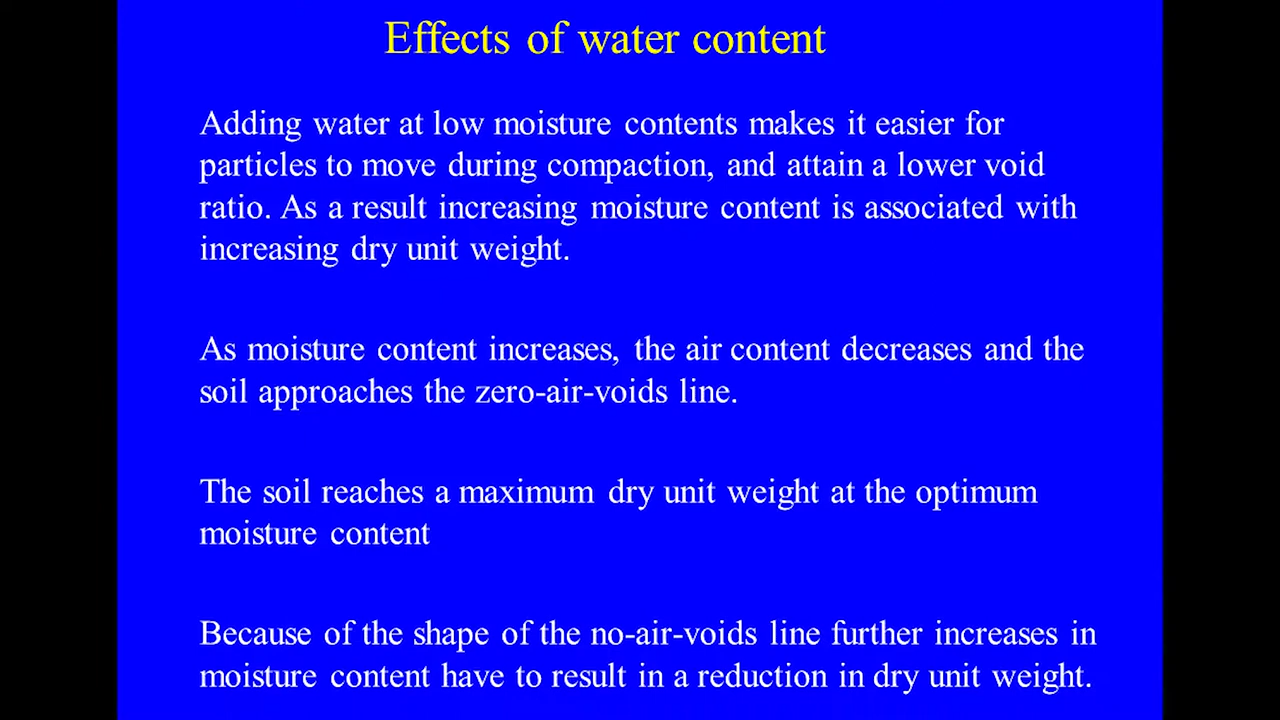 Effects of water content
Adding water at low moisture contents makes it easier for
particles to move during compaction, and attain a lower void
ratio. As a result increasing moisture content is associated with
increasing dry unit weight.
As moisture content increases, the air content decreases and the
soil approaches the zero-air-voids line.
The soil reaches a maximum dry unit weight at the optimum
moisture content
Because of the shape of the no-air-voids line further increases in
moisture content have to result in a reduction in dry unit weight.